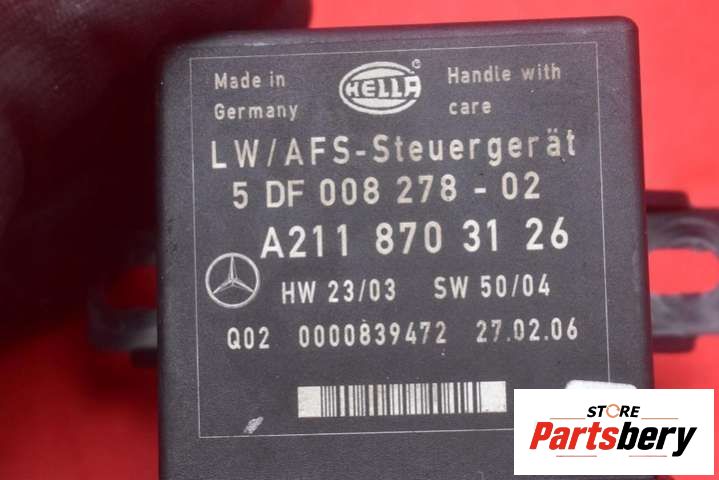 Made in
Germany
HELLA
®
Handle with
care
LW/AFS-Steuergerät
5 DF 008 278 - 02
A211 870 31 26
HW 23/03 SW 50/04
Q02 0000839472 27.02.06
STORE
Partsbery